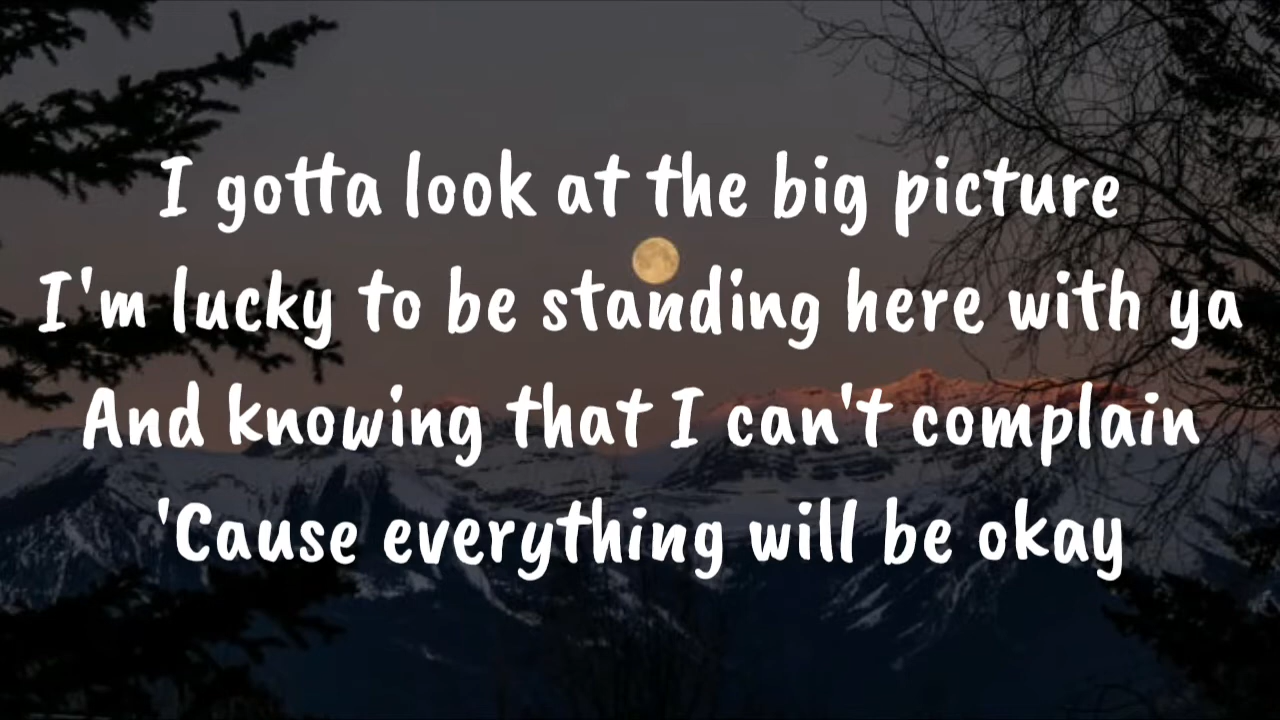 I gotta look at the big picture
I'm lucky to be standing here with ya
And knowing that I can't complain
'Cause everything will be okay